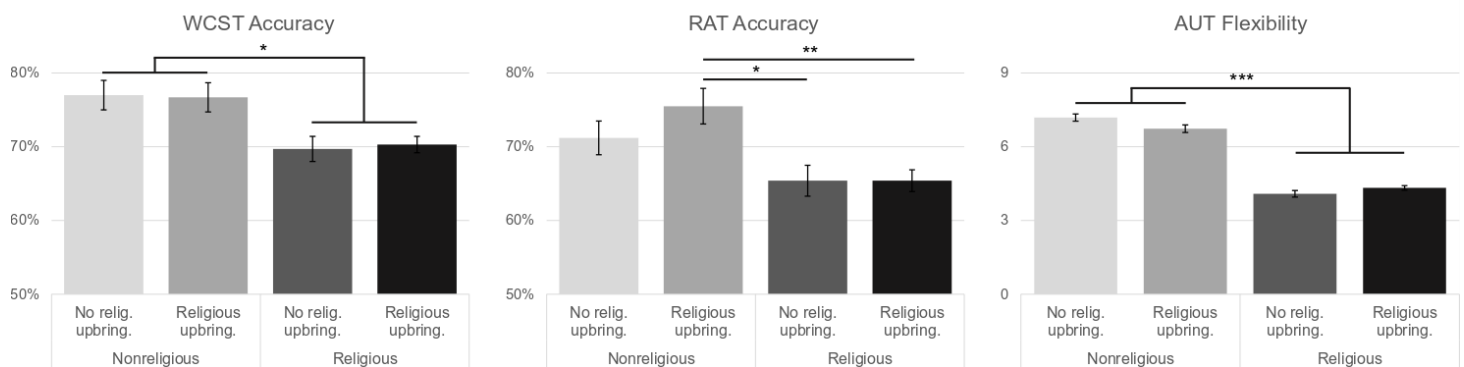 WCST Accuracy
*
80%
70%
60%
50%
No relig. upbring.
Religious upbring.
No relig. upbring.
Religious upbring.
Nonreligious
Religious
RAT Accuracy
**
*
80%
70%
60%
50%
No relig. upbring.
Religious upbring.
No relig. upbring.
Religious upbring.
Nonreligious
Religious
AUT Flexibility
***
9
6
3
0
No relig. upbring.
Religious upbring.
No relig. upbring.
Religious upbring.
Nonreligious
Religious